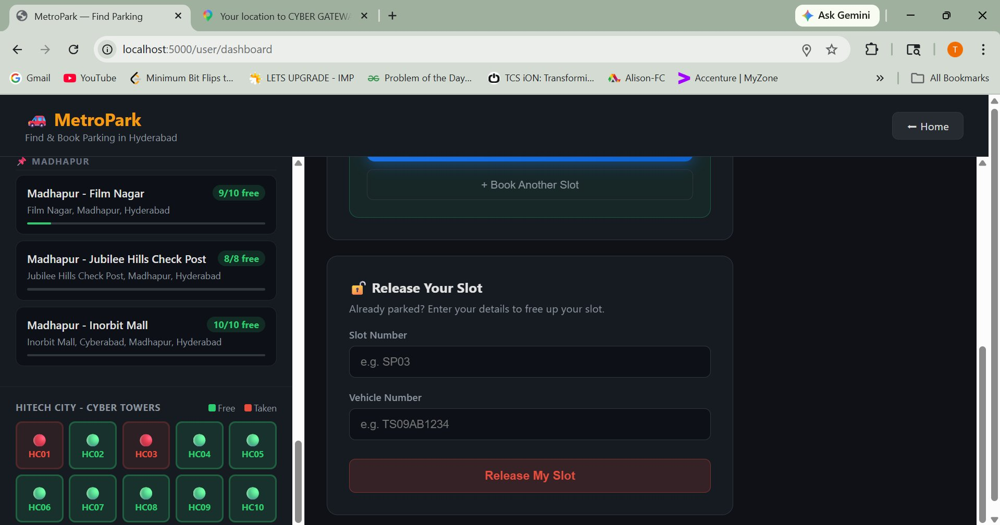 MetroPark — Find Parking
Your location to CYBER GATEWA
Ask Gemini
localhost:5000/user/dashboard
T
Gmail
YouTube
Minimum Bit Flips t...
LETS UPGRADE - IMP
Problem of the Day...
TCS iON: Transformi...
Alison-FC
Accenture | MyZone
»
All Bookmarks
MetroPark
Find & Book Parking in Hyderabad
← Home
MADHAPUR
Madhapur - Film Nagar
9/10 free
Film Nagar, Madhapur, Hyderabad
Madhapur - Jubilee Hills Check Post
8/8 free
Jubilee Hills Check Post, Madhapur, Hyderabad
Madhapur - Inorbit Mall
10/10 free
Inorbit Mall, Cyberabad, Madhapur, Hyderabad
HITECH CITY - CYBER TOWERS
Free
Taken
HC01
HC02
HC03
HC04
HC05
HC06
HC07
HC08
HC09
HC10
+ Book Another Slot
Release Your Slot
Already parked? Enter your details to free up your slot.
Slot Number
e.g. SP03
Vehicle Number
e.g. TS09AB1234
Release My Slot